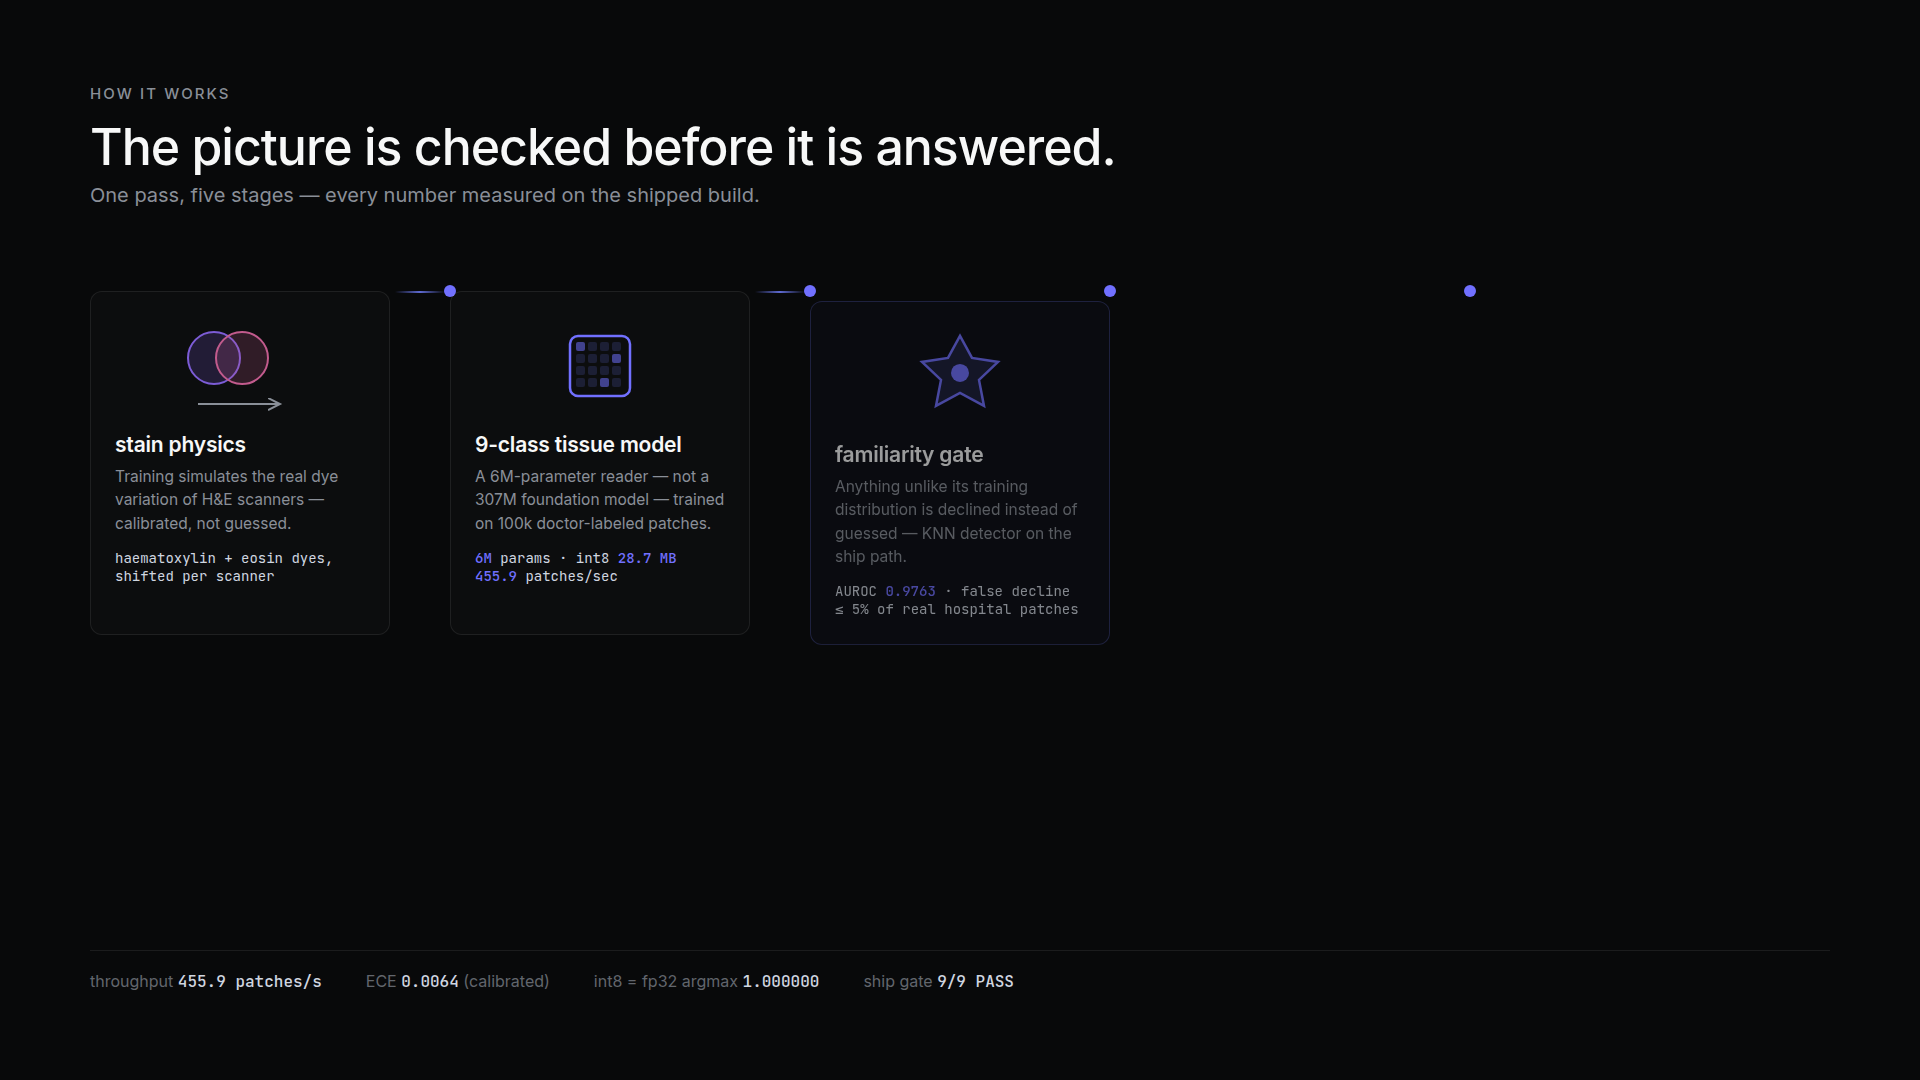 HOW IT WORKS
The picture is checked before it is answered.
One pass, five stages — every number measured on the shipped build.
stain physics
Training simulates the real dye
variation of H&E scanners —
calibrated, not guessed.
haematoxylin + eosin dyes,
shifted per scanner
9-class tissue model
A 6M-parameter reader — not a
307M foundation model — trained
on 100k doctor-labeled patches.
6M params · int8 28.7 MB
455.9 patches/sec
familiarity gate
Anything unlike its training
distribution is declined instead of
guessed — KNN detector on the
ship path.
AUROC 0.9763 · false decline
≤ 5% of real hospital patches
throughput 455.9 patches/s ECE 0.0064 (calibrated) int8 = fp32 argmax 1.000000 ship gate 9/9 PASS